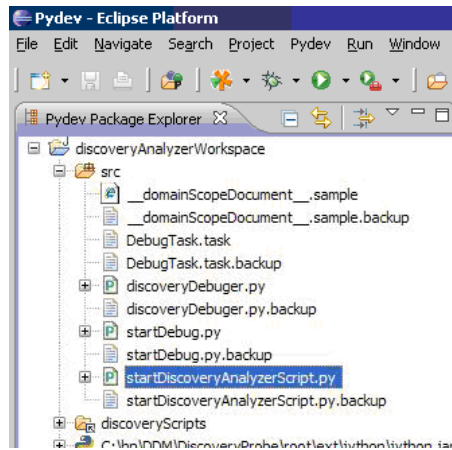 Pydev - Eclipse Platform
File Edit Navigate Search Project Pydev Run Window
Pydev Package Explorer
discoveryAnalyzerWorkspace
src
__domainScopeDocument__.sample
__domainScopeDocument__.sample.backup
DebugTask.task
DebugTask.task.backup
discoveryDebuger.py
discoveryDebuger.py.backup
startDebug.py
startDebug.py.backup
startDiscoveryAnalyzerScript.py
startDiscoveryAnalyzerScript.py.backup
discoveryScripts
C:\hp\DDM\DiscoveryProbe\root\ext\jython\jython.jar